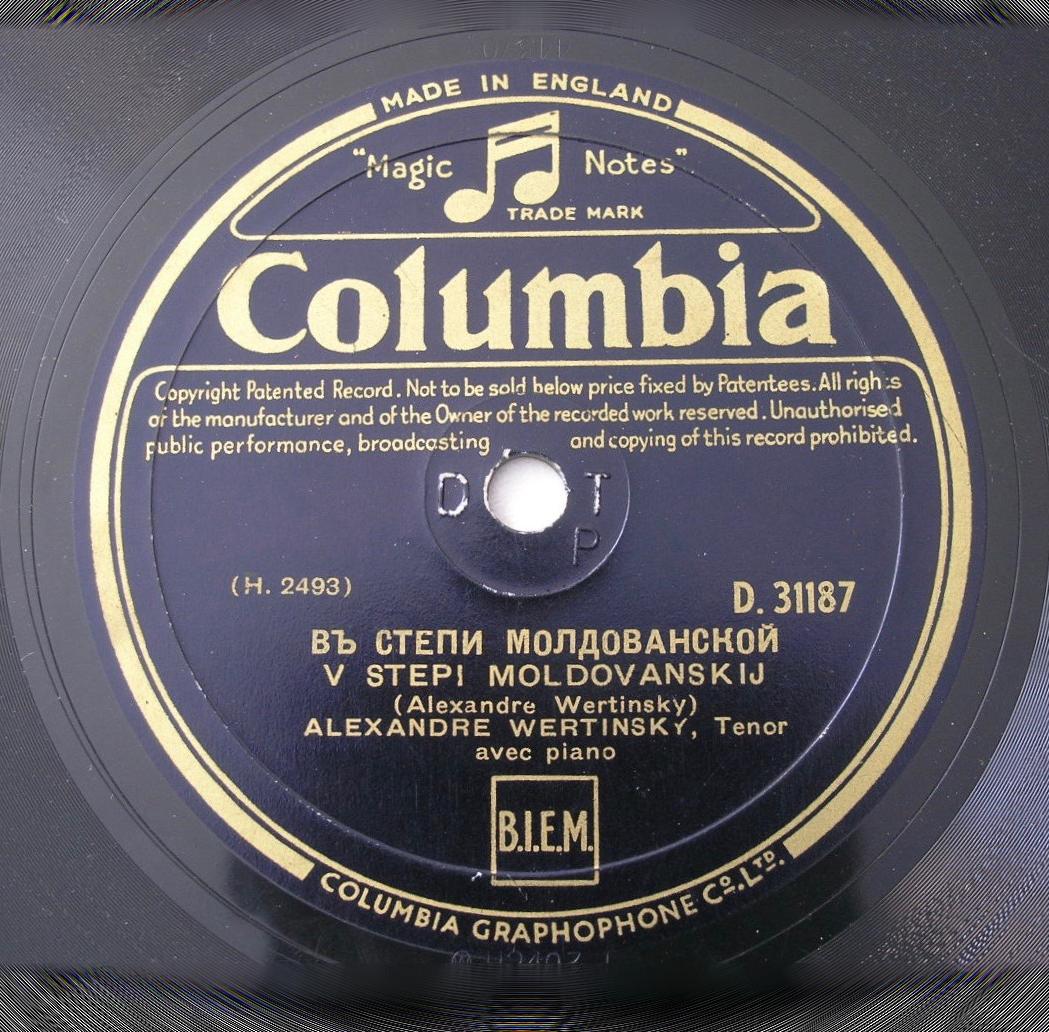 MADE IN ENGLAND
"Magic Notes"
TRADE MARK
Columbia
Copyright Patented Record. Not to be sold below price fixed by Patentees. All rights
of the manufacturer and of the Owner of the recorded work reserved. Unauthorised
public performance, broadcasting and copying of this record prohibited.
D T
P
(H. 2493)
D. 31187
ВЪ СТЕПИ МОЛДОВАНСКОЙ
V STEPI MOLDOVANSKIJ
(Alexandre Wertinsky)
ALEXANDRE WERTINSKY, Tenor
avec piano
B.I.E.M.
COLUMBIA GRAPHOPHONE Co. LTD.